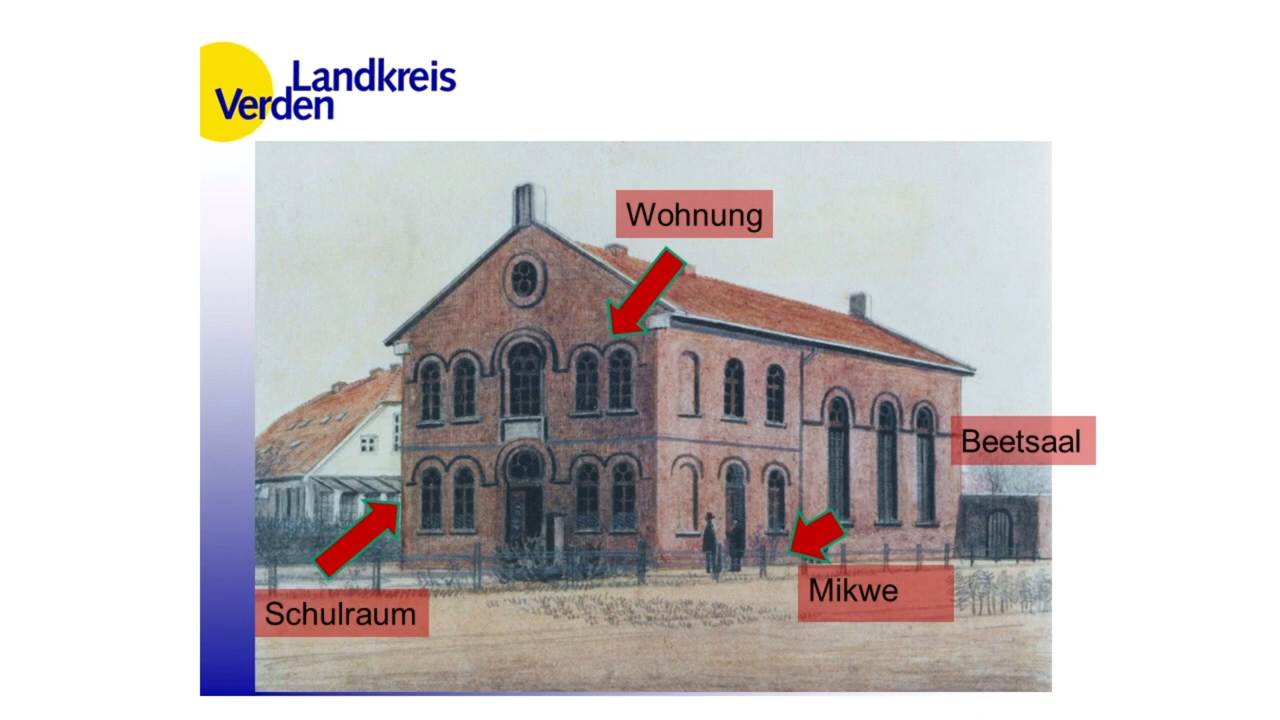 Landkreis
Verden
Wohnung
Beetsaal
Mikwe
Schulraum